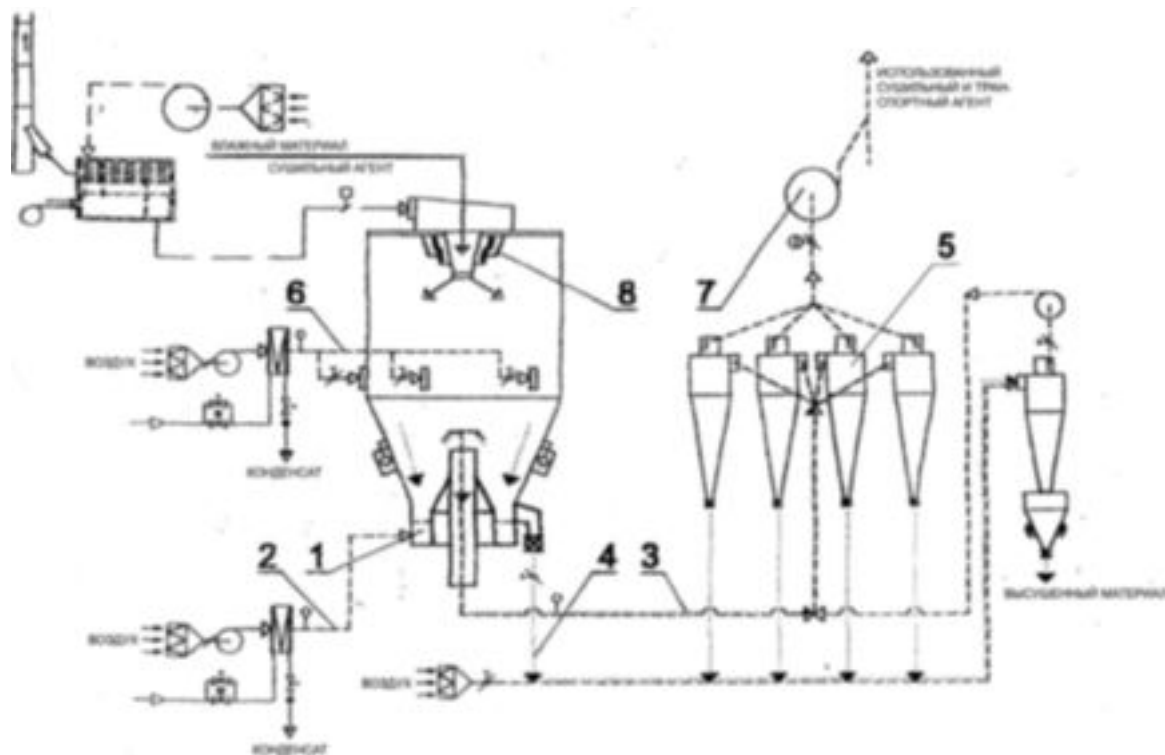 ИСПОЛЬЗОВАННЫЙ
СУШИЛЬНЫЙ И ТРАН-
СПОРТНЫЙ АГЕНТ
ВЛАЖНЫЙ МАТЕРИАЛ
СУШИЛЬНЫЙ АГЕНТ
7
5
8
6
ВОЗДУХ
КОНДЕНСАТ
1
2
4
3
ВЫСУШЕННЫЙ МАТЕРИАЛ
ВОЗДУХ
ВОЗДУХ
КОНДЕНСАТ